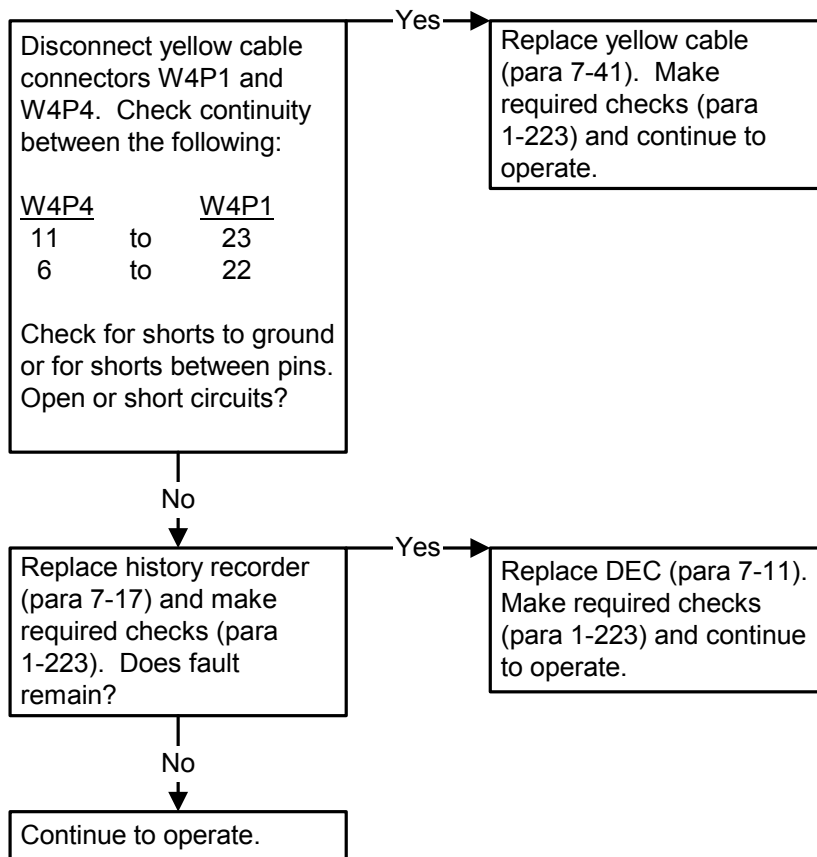 Disconnect yellow cable
connectors W4P1 and
W4P4. Check continuity
between the following:
W4P4 W4P1
11 to 23
6 to 22
Check for shorts to ground
or for shorts between pins.
Open or short circuits?
Yes
Replace yellow cable
(para 7-41). Make
required checks (para
1-223) and continue to
operate.
No
Replace history recorder
(para 7-17) and make
required checks (para
1-223). Does fault
remain?
Yes
Replace DEC (para 7-11).
Make required checks
(para 1-223) and continue
to operate.
No
Continue to operate.